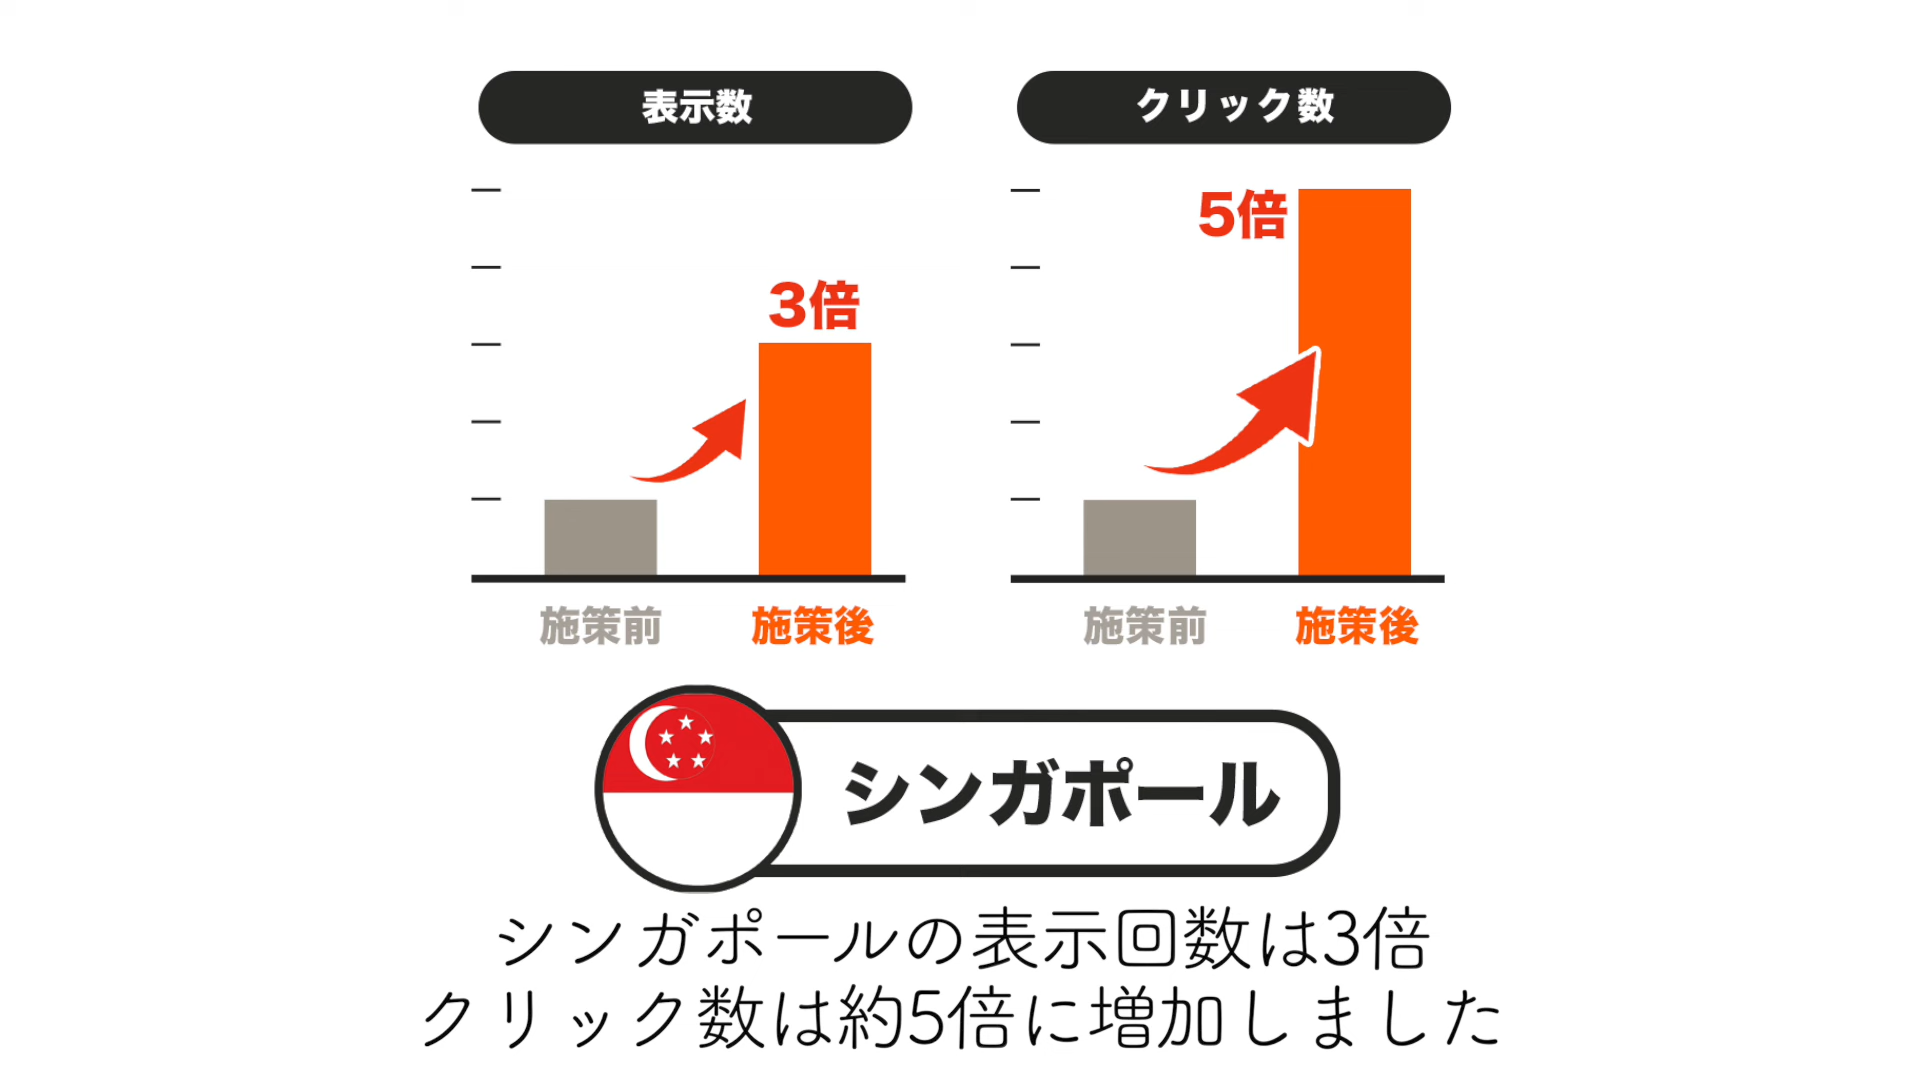 表示数
クリック数
3倍
5倍
施策前
施策後
施策前
施策後
シンガポール
シンガポールの表示回数は3倍
クリック数は約5倍に増加しました